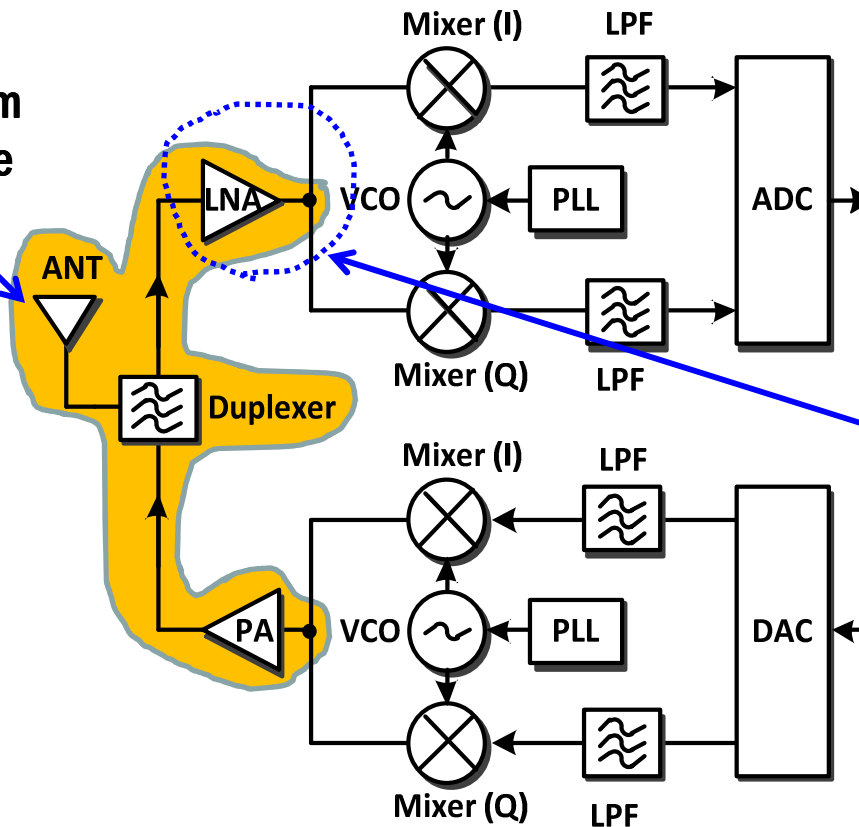 Mixer (I)
LPF
m
e
LNA
VCO
PLL
ADC
ANT
Mixer (Q)
LPF
Duplexer
Mixer (I)
LPF
PA
VCO
PLL
DAC
Mixer (Q)
LPF